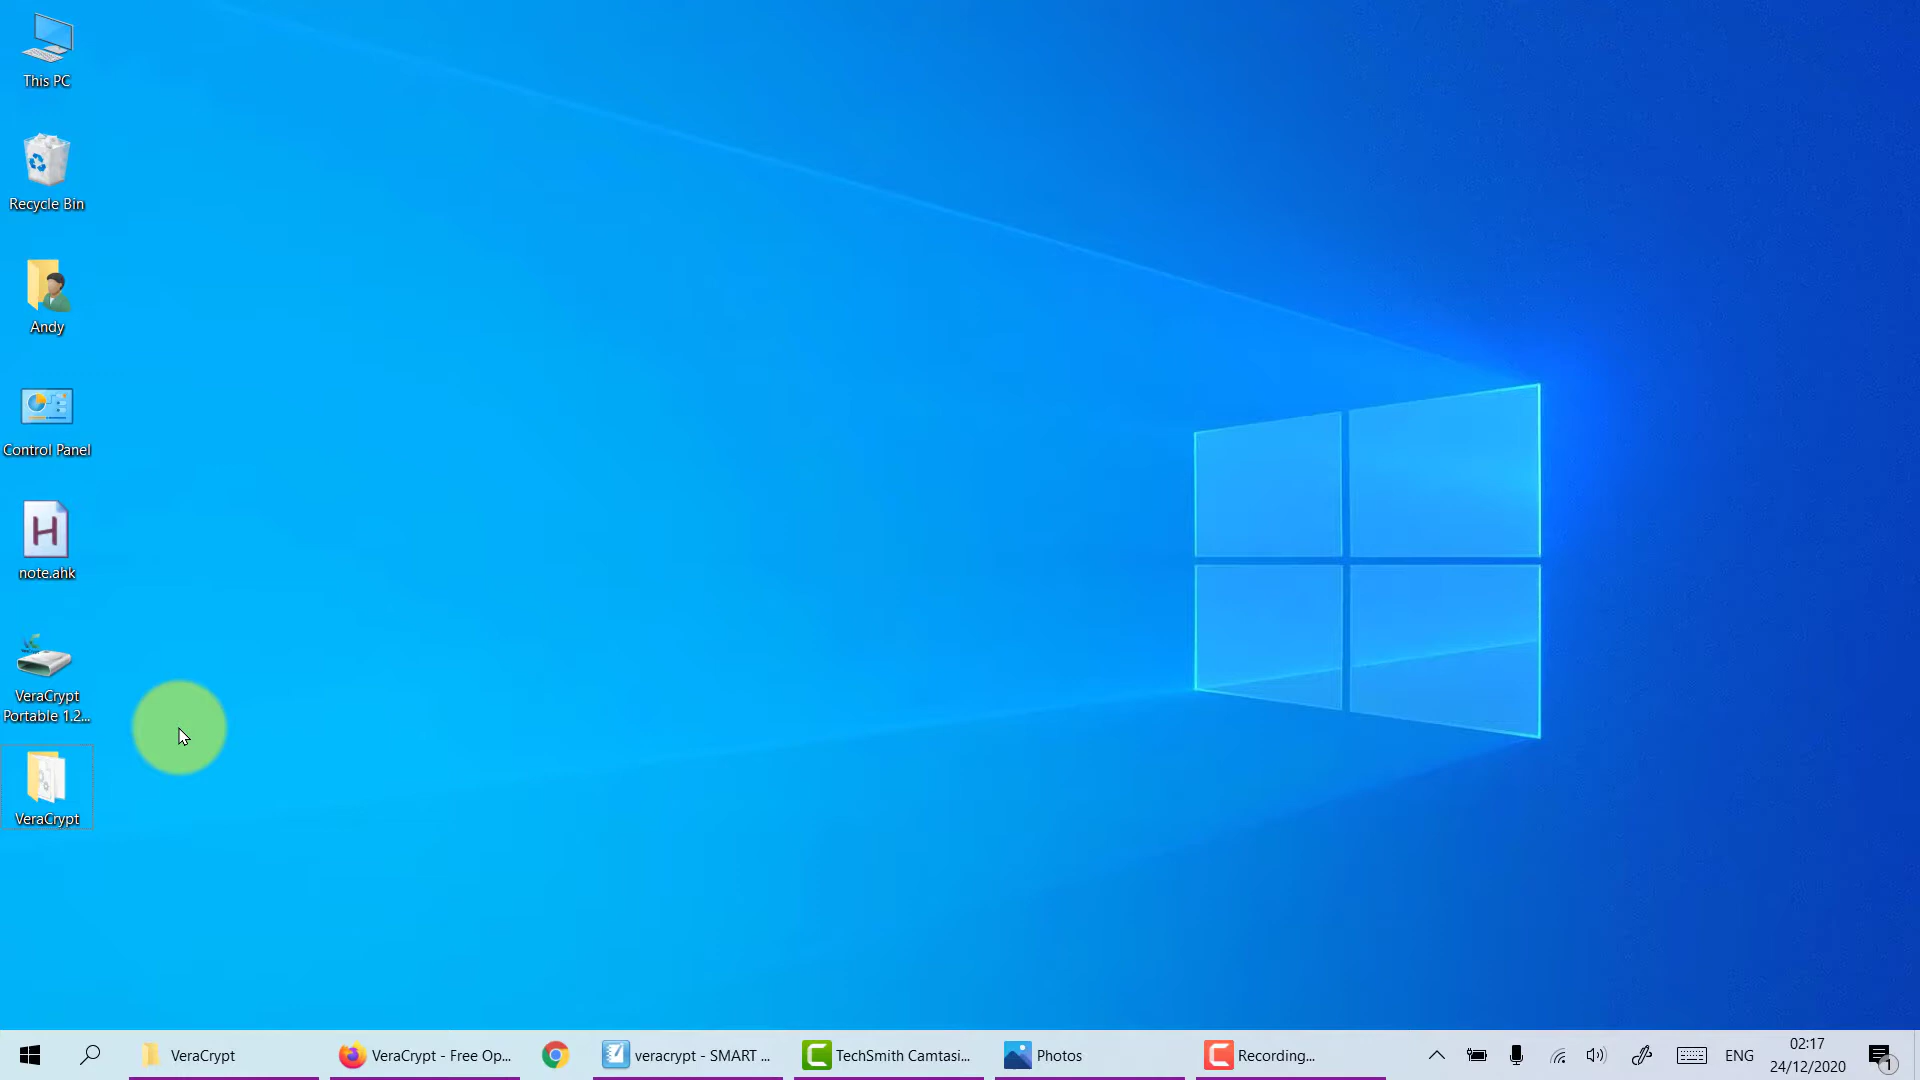 This PC
Recycle Bin
Andy
Control Panel
H
note.ahk
VeraCrypt
Portable 1.2...
VeraCrypt
VeraCrypt
VeraCrypt - Free Op...
veracrypt - SMART ...
TechSmith Camtasi...
Photos
Recording...
ENG
02:17
24/12/2020
1